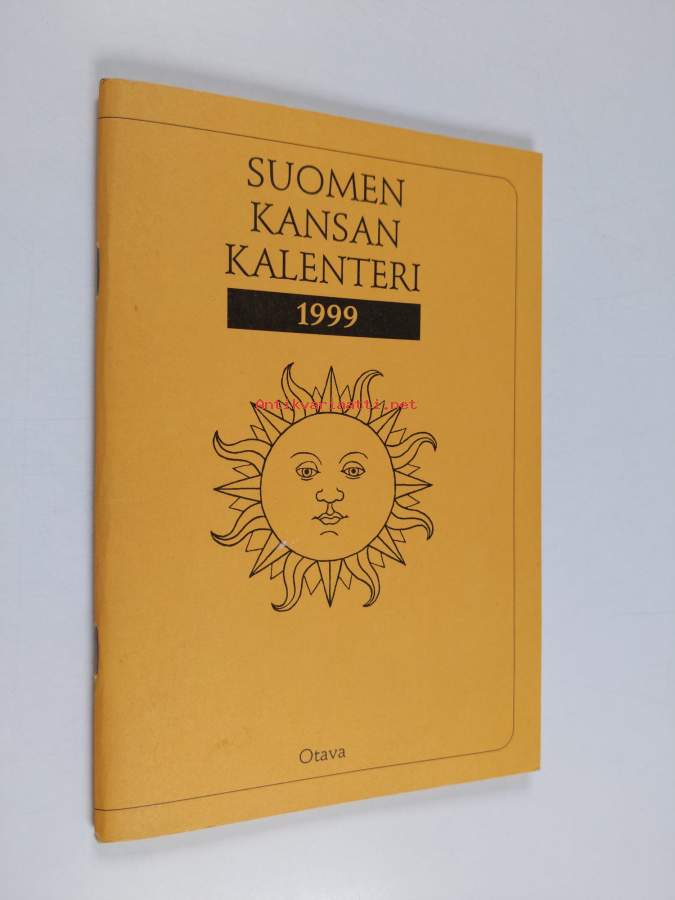 SUOMEN
KANSAN
KALENTERI
1999
Antikvariaatti.net
Otava